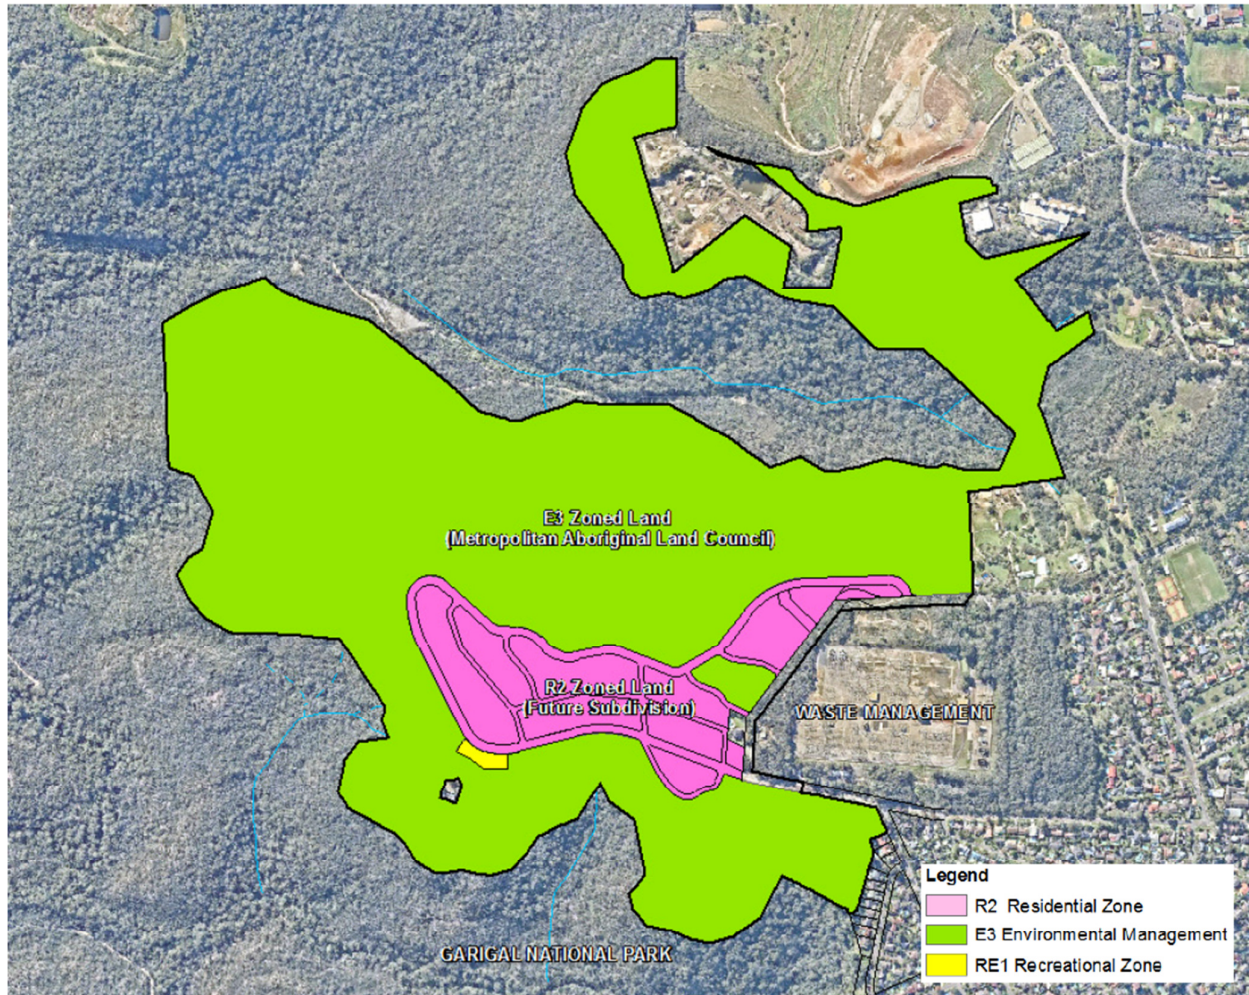 E3 Zoned Land
(Metropolitan Aboriginal Land Council)
R2 Zoned Land
(Future Subdivision)
WASTE MANAGEMENT
GARIGAL NATIONAL PARK
Legend
R2 Residential Zone
E3 Environmental Management
RE1 Recreational Zone